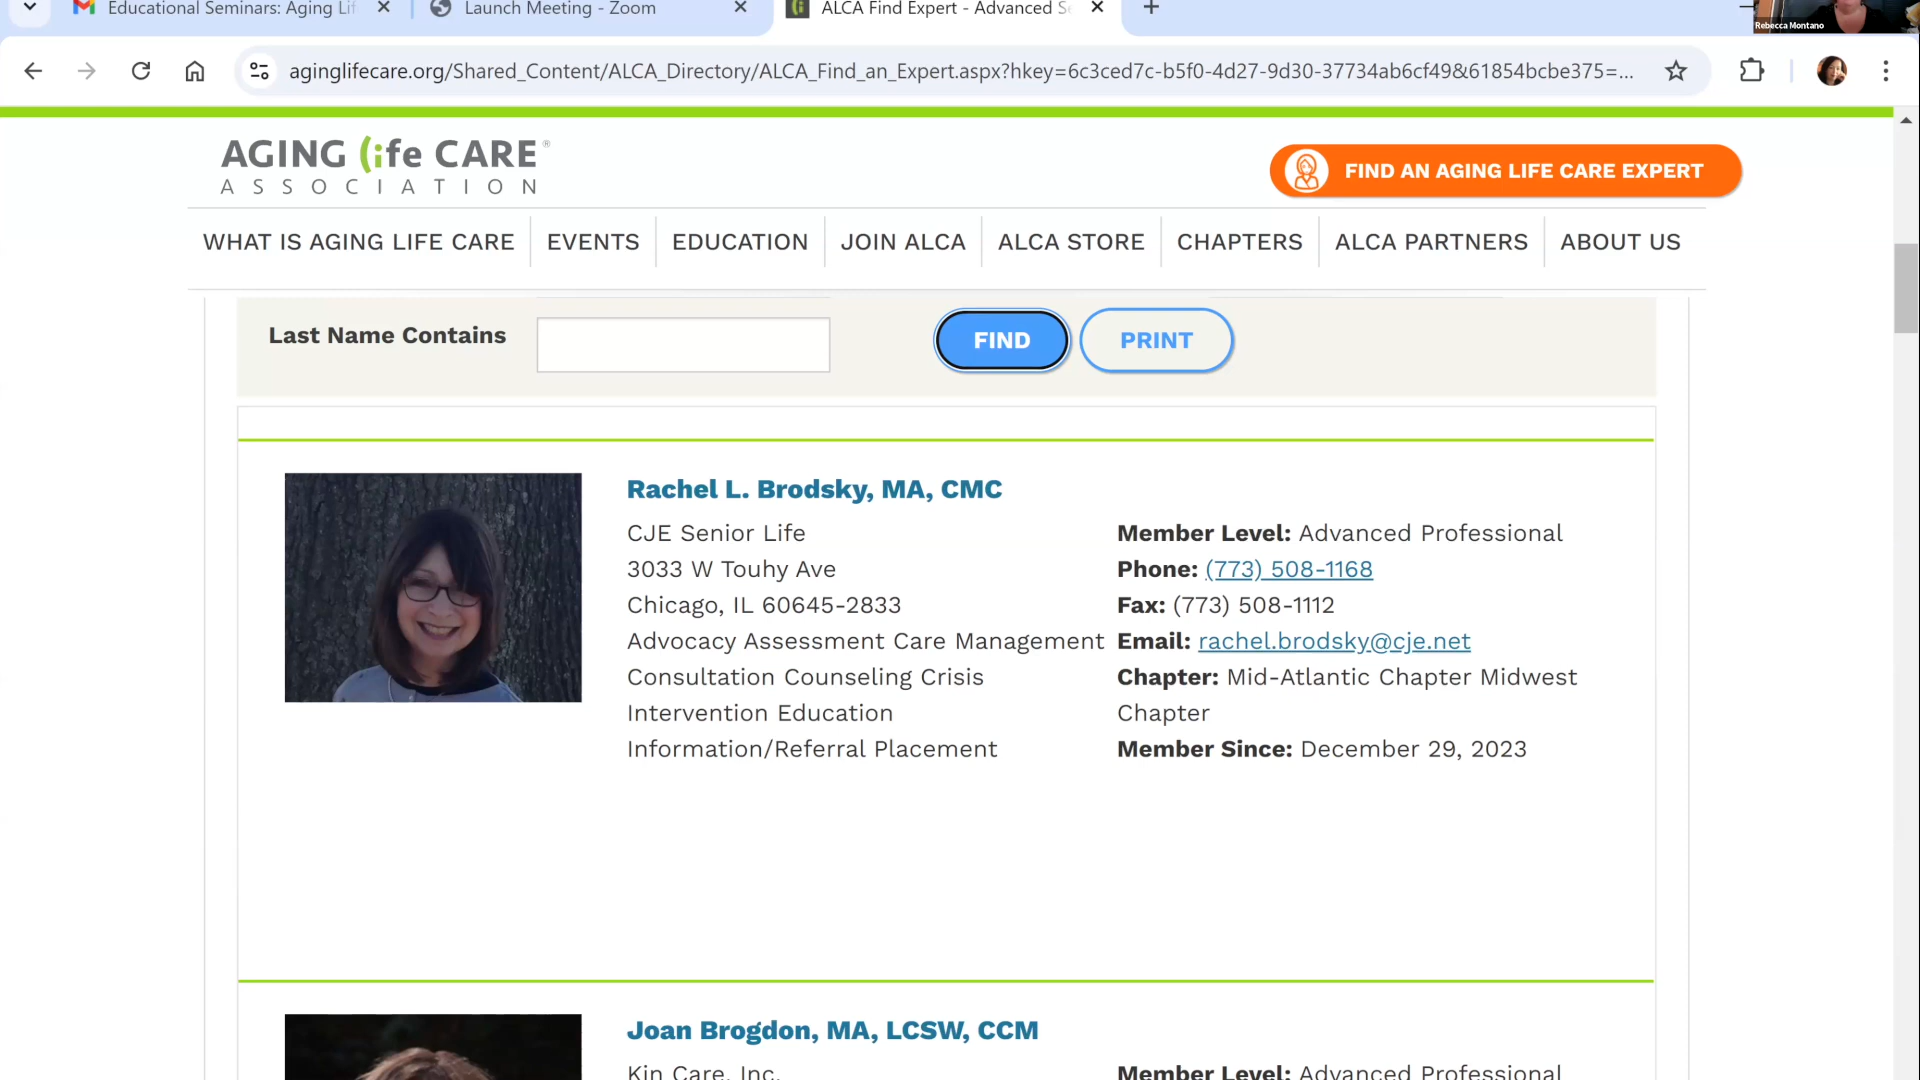 Educational Seminars: Aging Lif
Launch Meeting - Zoom
ALCA Find Expert - Advanced S
Rebecca Montano
aginglifecare.org/Shared_Content/ALCA_Directory/ALCA_Find_an_Expert.aspx?hkey=6c3ced7c-b5f0-4d27-9d30-37734ab6cf49&61854bcbe375=...
AGING life CARE®
ASSOCIATION
FIND AN AGING LIFE CARE EXPERT
WHAT IS AGING LIFE CARE
EVENTS
EDUCATION
JOIN ALCA
ALCA STORE
CHAPTERS
ALCA PARTNERS
ABOUT US
Last Name Contains
FIND
PRINT
Rachel L. Brodsky, MA, CMC
CJE Senior Life
3033 W Touhy Ave
Chicago, IL 60645-2833
Advocacy Assessment Care Management
Consultation Counseling Crisis
Intervention Education
Information/Referral Placement
Member Level: Advanced Professional
Phone: (773) 508-1168
Fax: (773) 508-1112
Email: rachel.brodsky@cje.net
Chapter: Mid-Atlantic Chapter Midwest
Chapter
Member Since: December 29, 2023
Joan Brogdon, MA, LCSW, CCM
Kin Care, Inc.
Member Level: Advanced Professional